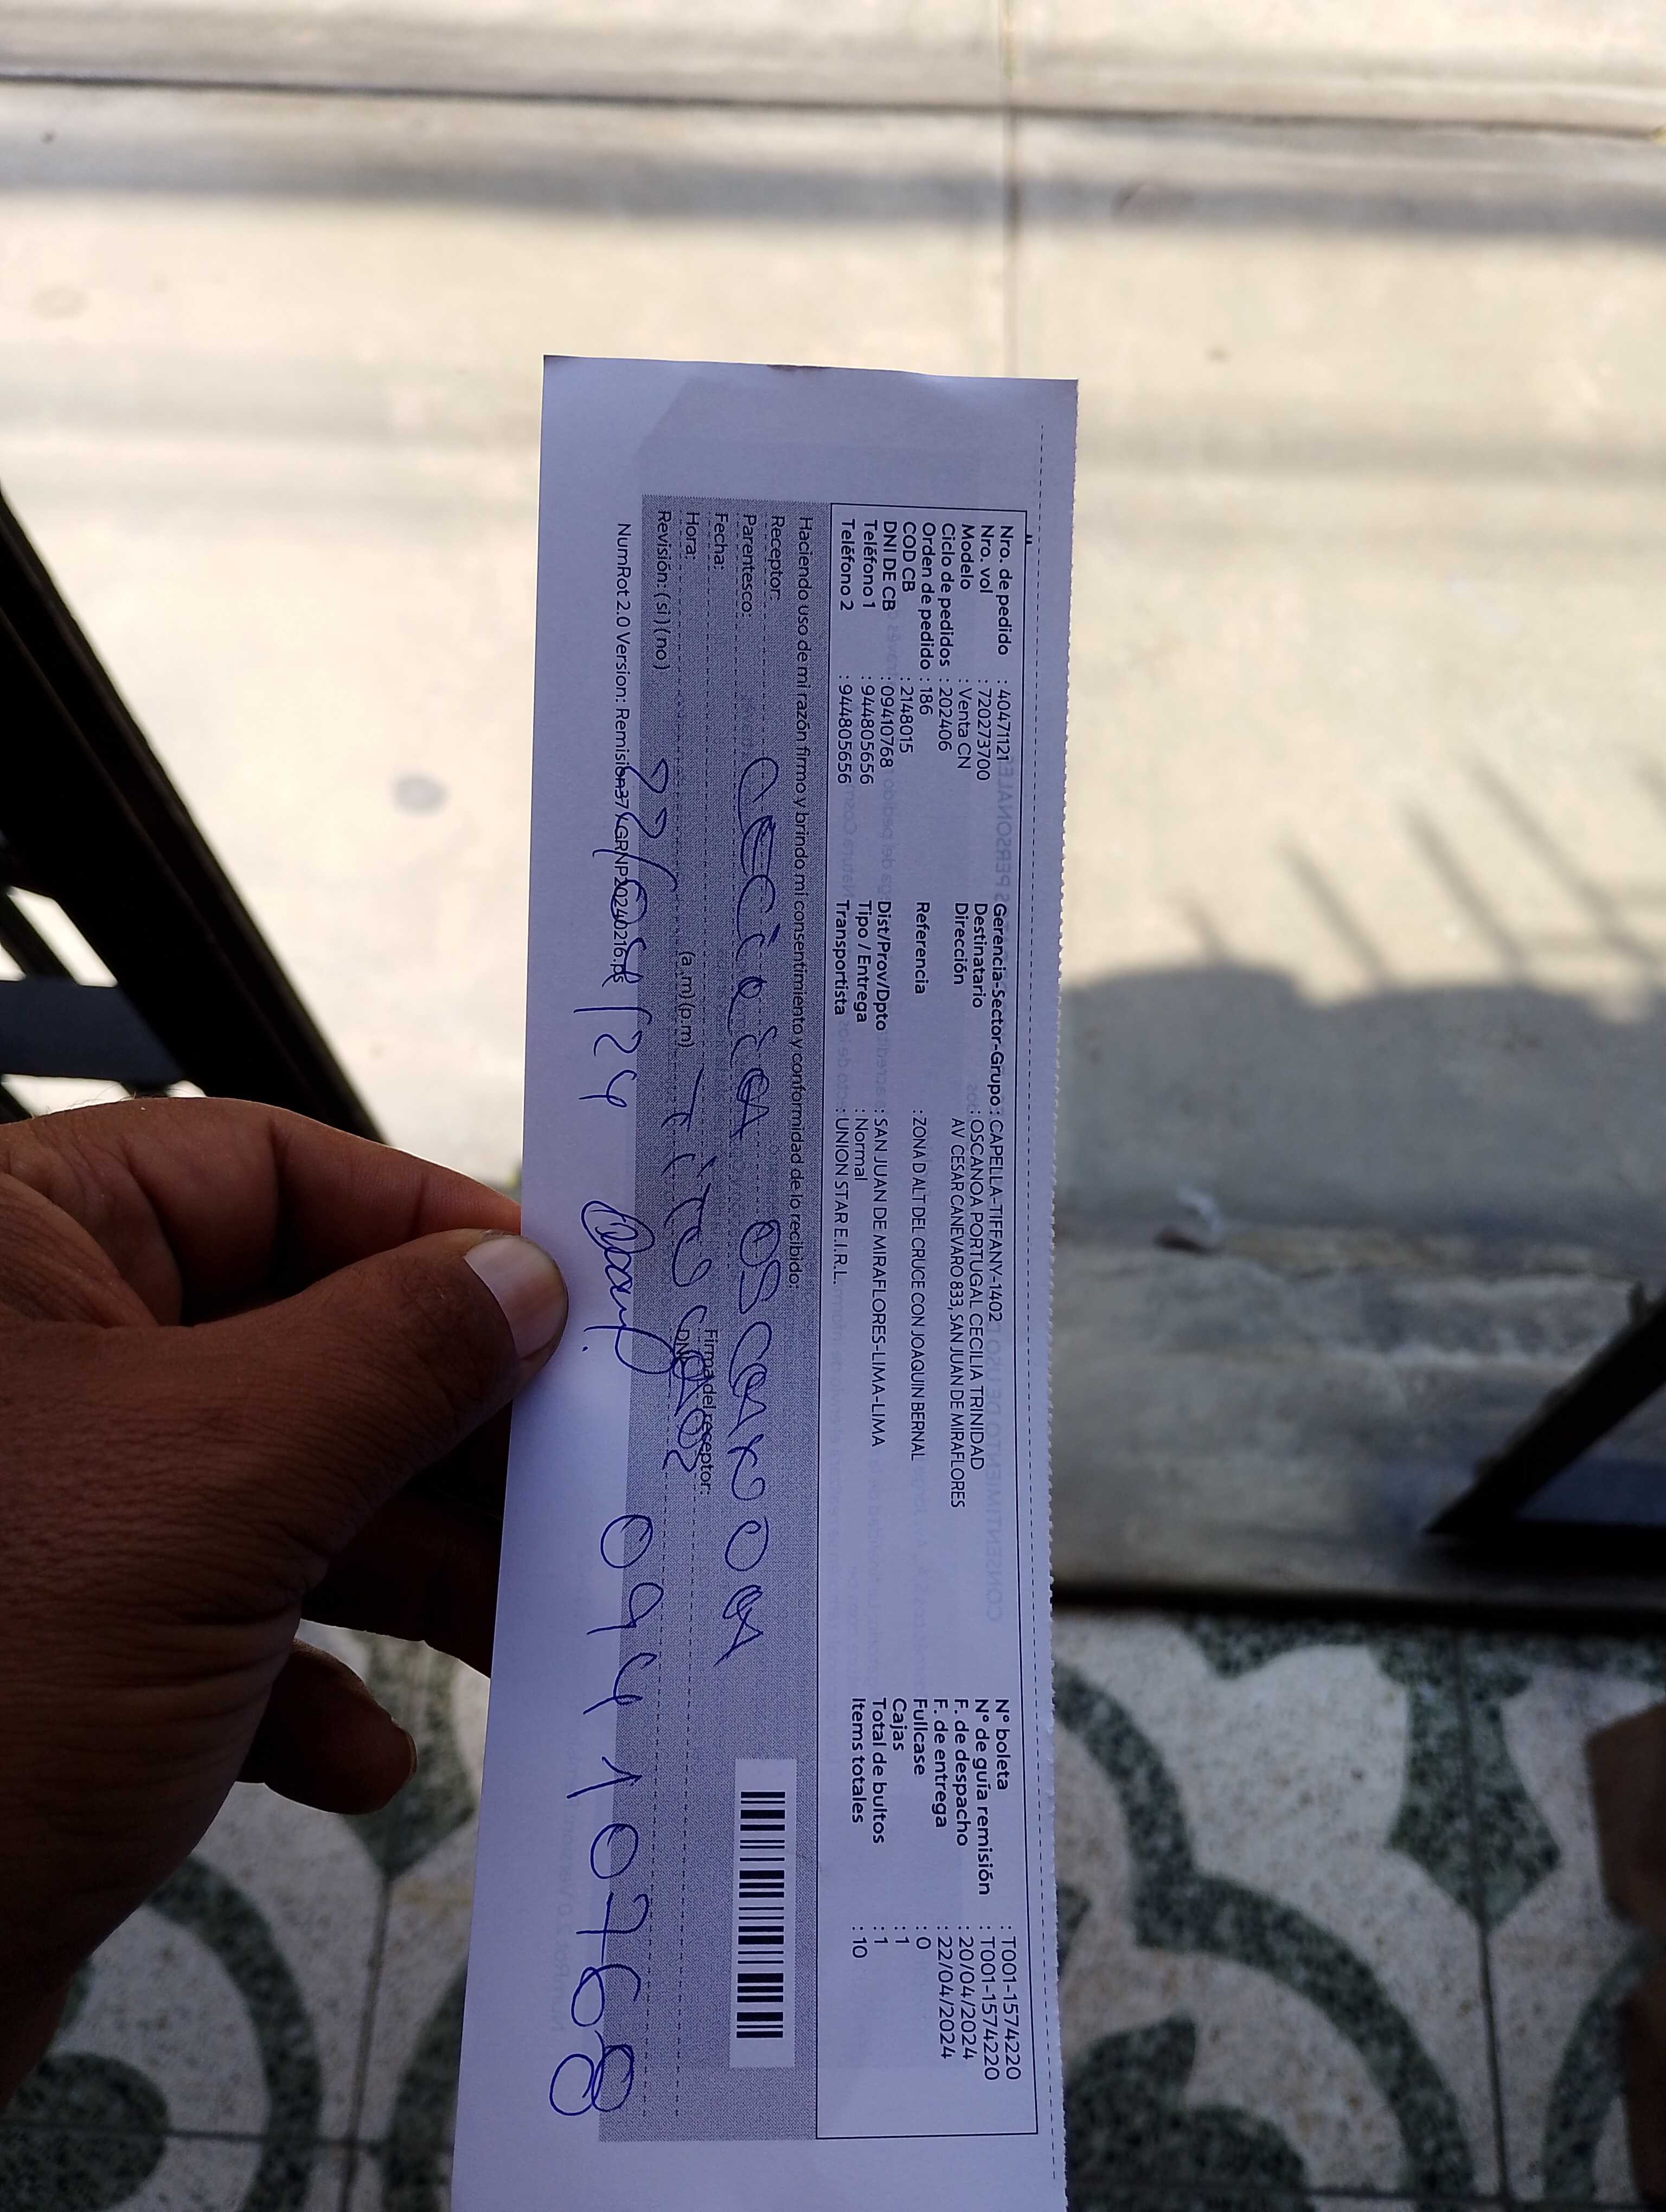 Nro. de pedido : 40471121 Gerencia-Sector-Grupo : CAPELLA-TIFFANY-1402 N° boleta : T001-1574220
Nro. vol : 720273700 Destinatario : OSCANOA PORTUGAL CECILIA TRINIDAD N° de guía remisión : T001-1574220
Modelo : Venta CN Dirección AV CESAR CANEVARO 833, SAN JUAN DE MIRAFLORES F. de despacho : 20/04/2024
Ciclo de pedidos : 202406 F. de entrega : 22/04/2024
Orden de pedido : 186 Referencia : ZONA D ALT DEL CRUCE CON JOAQUIN BERNAL Fullcase : 0
COD CB : 2148015 Cajas : 1
DNI DE CB : 09410768 Dist/Prov/Dpto : SAN JUAN DE MIRAFLORES-LIMA-LIMA Total de bultos : 1
Teléfono 1 : 944805656 Tipo / Entrega : Normal Items totales : 10
Teléfono 2 : 944805656 Transportista : UNION STAR E.I.R.L.
Haciendo uso de mi razón firmo y brindo mi consentimiento y conformidad de lo recibido:
Receptor:
Parentesco: CECILIA OSCANOA
Fecha: Firma del receptor:
Hora: (a.m) (p.m) Titular DNI
Revisión: ( si ) ( no )
NumRot 2.0 Version: Remision37XGRNP20240216.ps
22/04/24 09410768